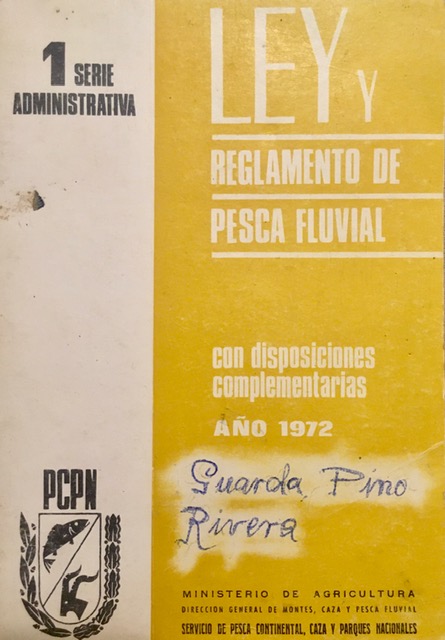 1 SERIE
ADMINISTRATIVA
LEY Y
REGLAMENTO DE
PESCA FLUVIAL
con disposiciones
complementarias
AÑO 1972
Guarda, Pino
Rivera
PCPN
MINISTERIO DE AGRICULTURA
DIRECCION GENERAL DE MONTES, CAZA Y PESCA FLUVIAL
SERVICIO DE PESCA CONTINENTAL, CAZA Y PARQUES NACIONALES